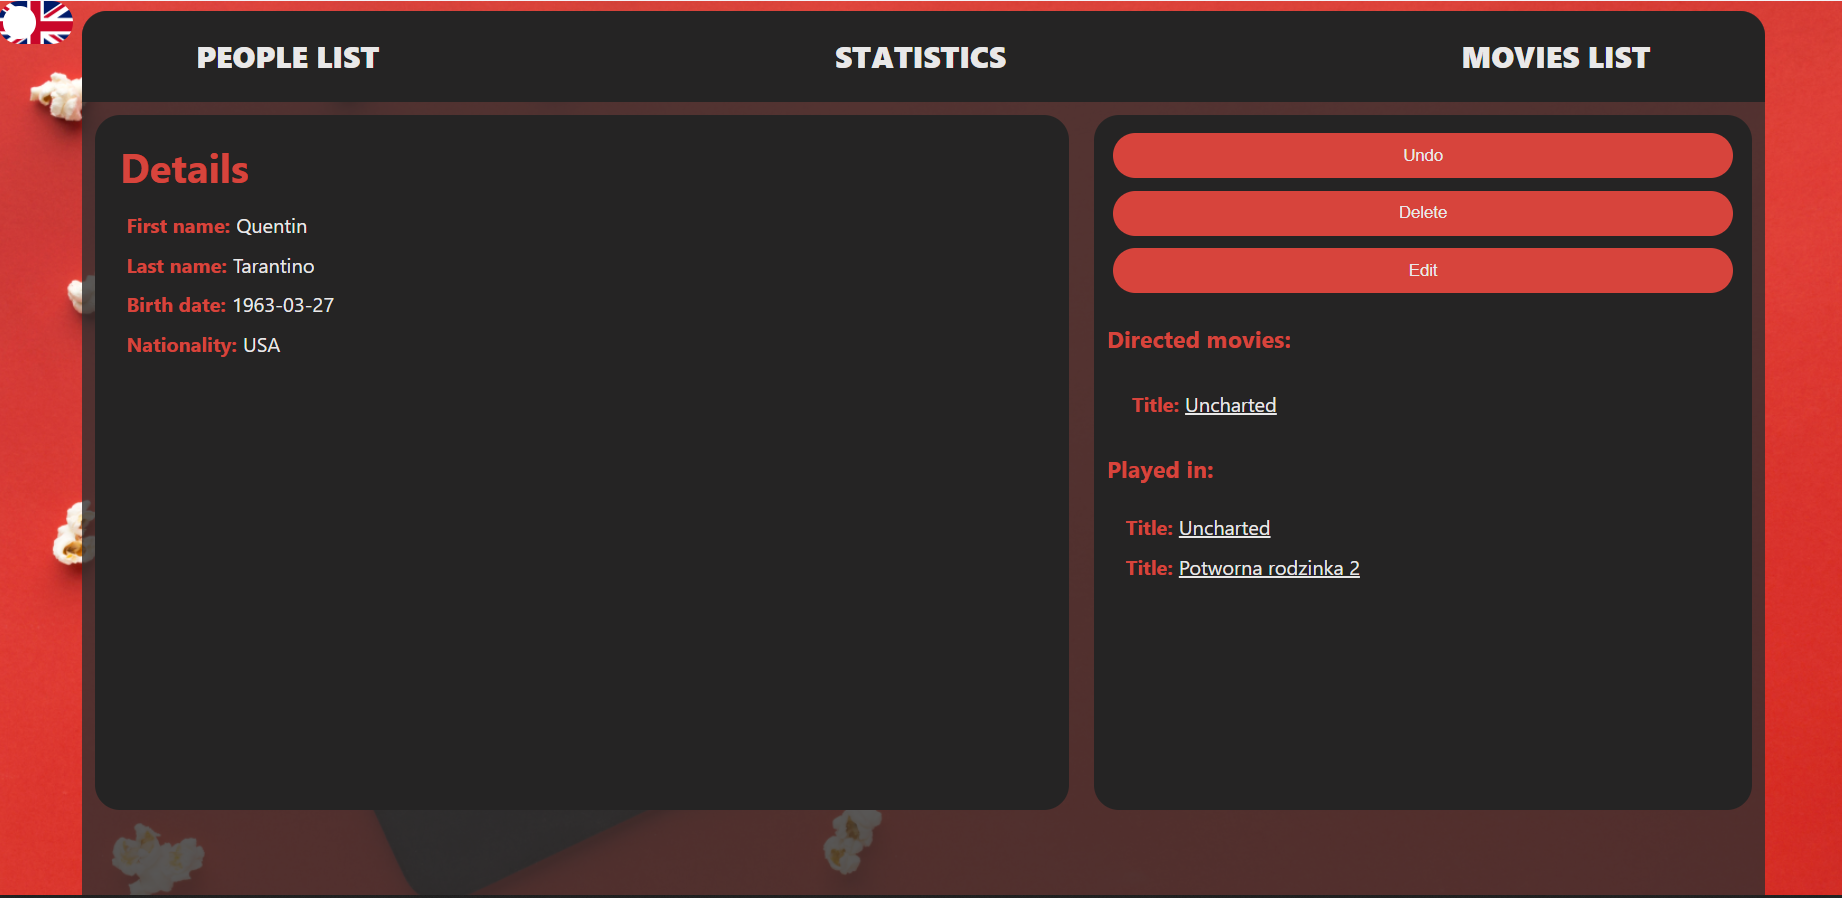 PEOPLE LIST
STATISTICS
MOVIES LIST
Details
First name: Quentin
Last name: Tarantino
Birth date: 1963-03-27
Nationality: USA
Undo
Delete
Edit
Directed movies:
Title: Uncharted
Played in:
Title: Uncharted
Title: Potworna rodzinka 2